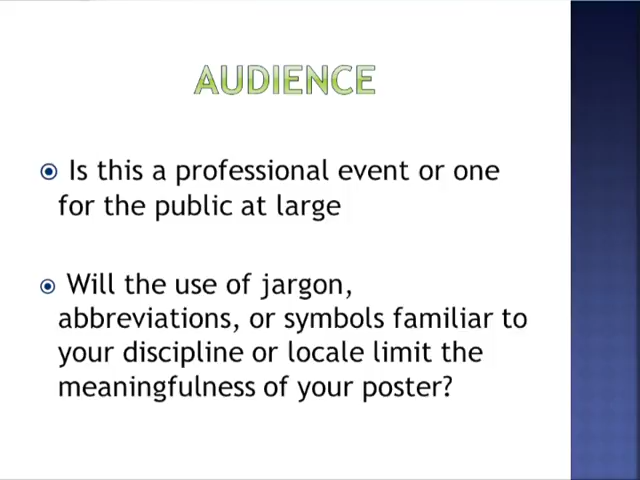 AUDIENCE
Is this a professional event or one
for the public at large
Will the use of jargon,
abbreviations, or symbols familiar to
your discipline or locale limit the
meaningfulness of your poster?